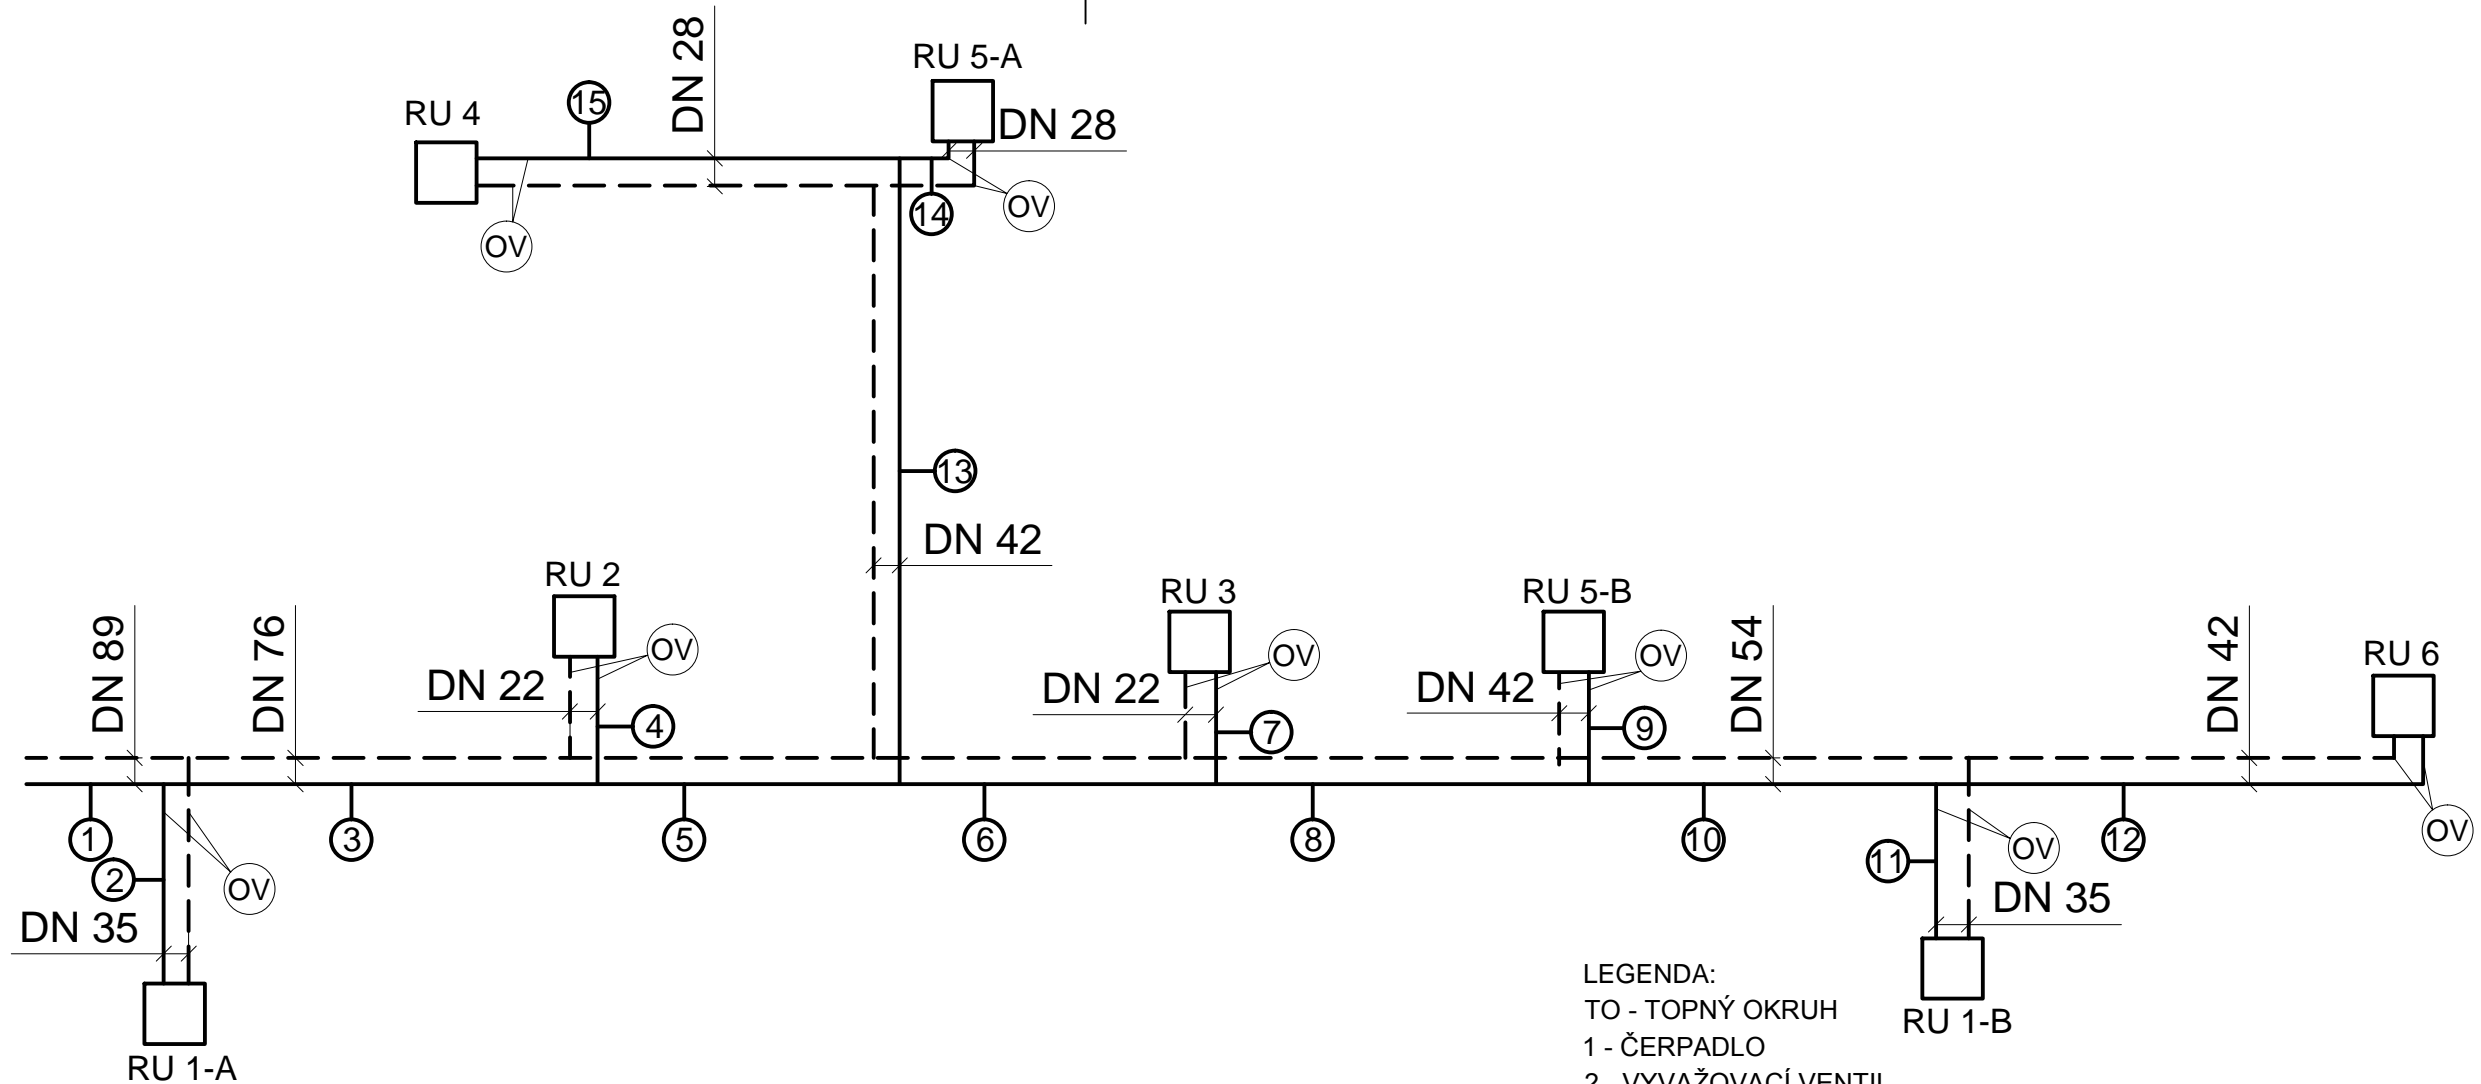 RU 5-A
DN 28
RU 4
15
DN 28
14
OV
OV
13
DN 42
RU 2
RU 3
RU 5-B
OV
OV
OV
DN 89
DN 76
DN 22
DN 22
DN 42
DN 54
DN 42
RU 6
4
7
9
1
3
5
6
8
10
12
OV
2
OV
11
OV
DN 35
DN 35
RU 1-A
RU 1-B
LEGENDA:
TO - TOPNÝ OKRUH
1 - ČERPADLO
2 - VYVAŽOVACÍ VENTIL